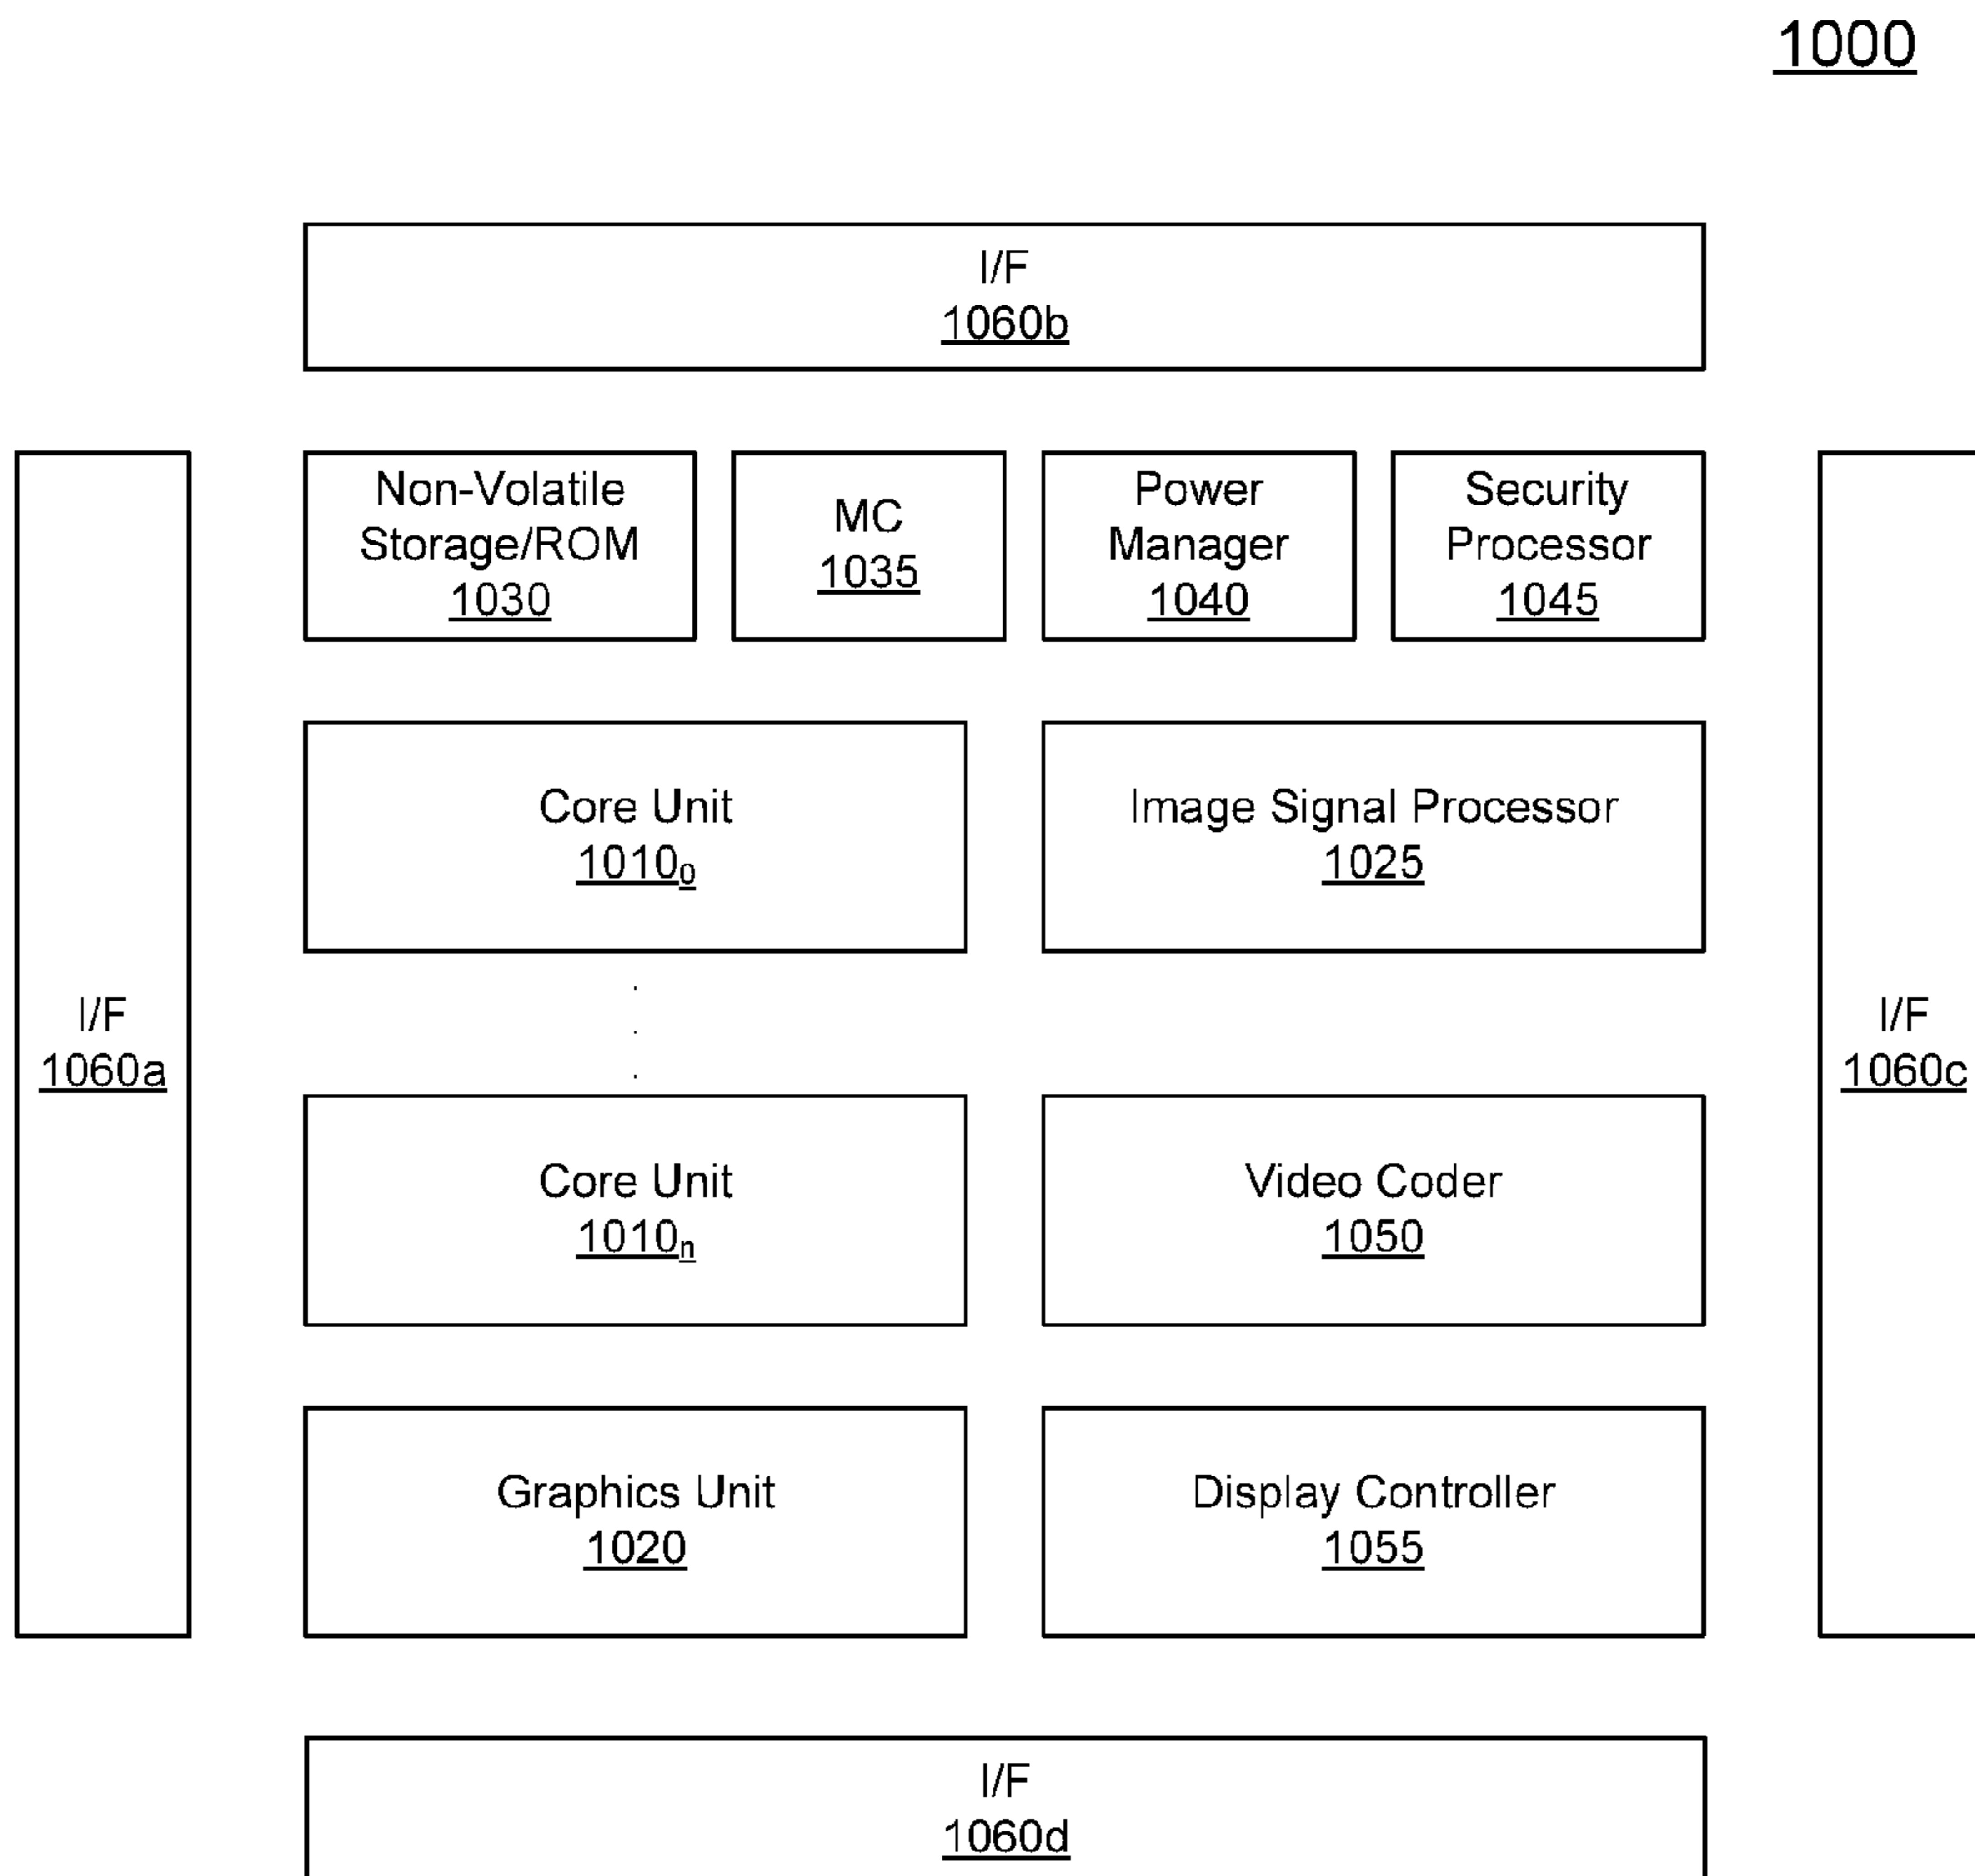 1000
I/F
1060b
Non-Volatile
Storage/ROM
1030
MC
1035
Power
Manager
1040
Security
Processor
1045
Core Unit
1010₀
Image Signal Processor
1025
I/F
1060a
I/F
1060c
Core Unit
1010ₙ
Video Coder
1050
Graphics Unit
1020
Display Controller
1055
I/F
1060d